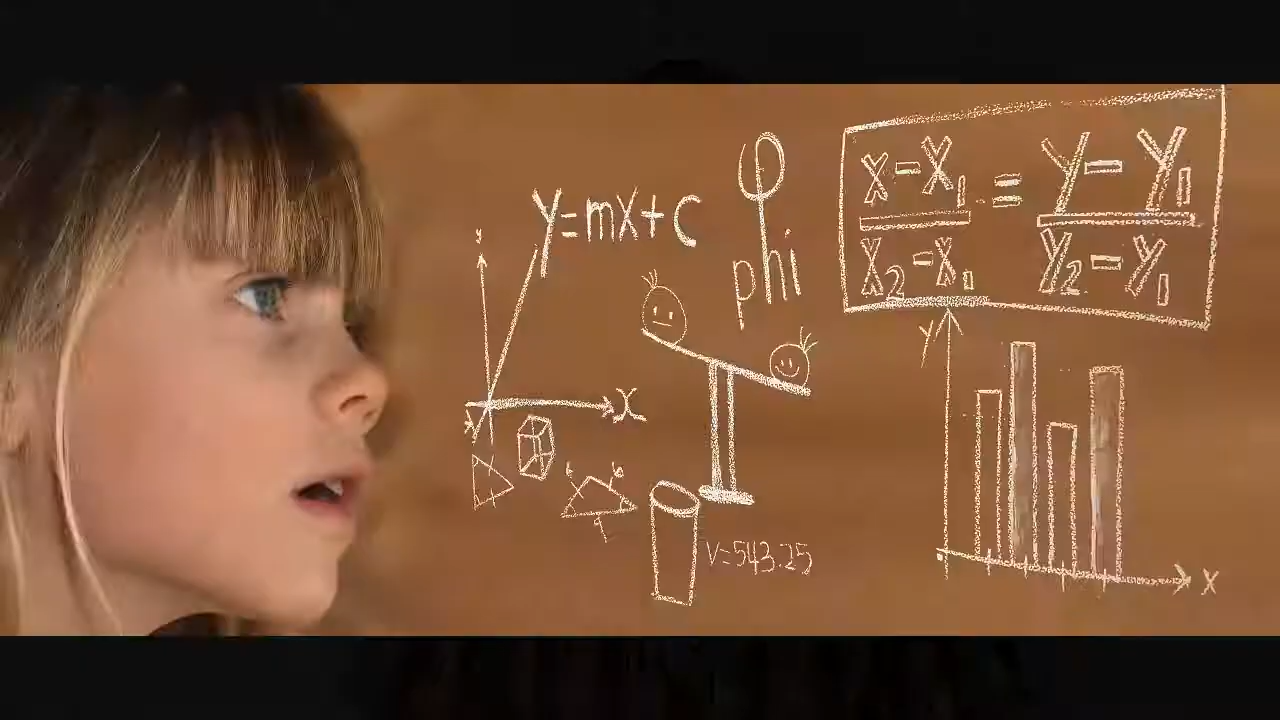 y
y=mx+c
x
φ
phi
x-x₁ = y-y₁
x₂-x₁ y₂-y₁
V=543.25
Y
x